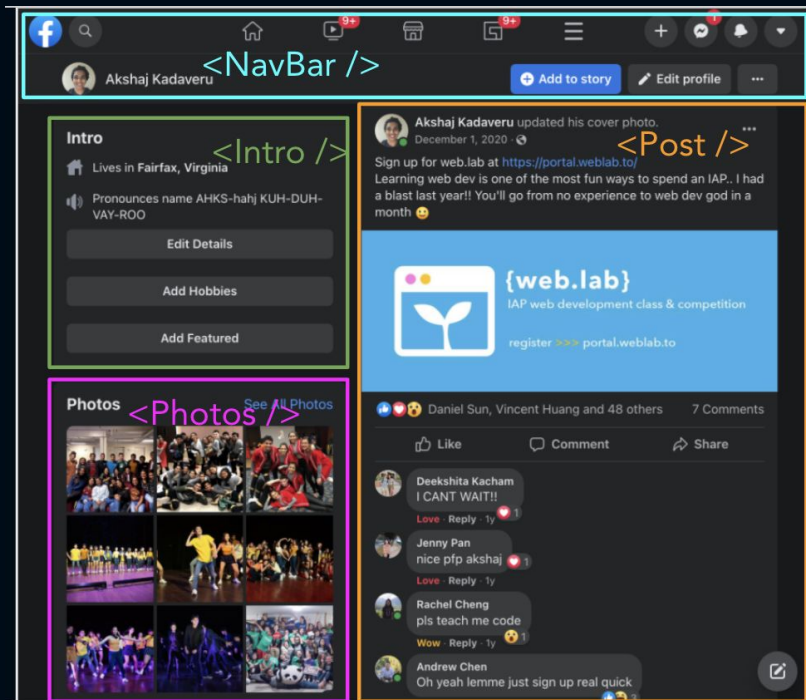 9+
9+
1
<NavBar />
Akshaj Kadaveru
Add to story
Edit profile
Intro
<Intro />
Lives in Fairfax, Virginia
Pronounces name AHKS-hahj KUH-DUH-
VAY-ROO
Edit Details
Add Hobbies
Add Featured
Photos
See All Photos
<Photos />
Akshaj Kadaveru updated his cover photo.
December 1, 2020 ·
<Post />
Sign up for web.lab at https://portal.weblab.to/
Learning web dev is one of the most fun ways to spend an IAP.. I had
a blast last year!! You'll go from no experience to web dev god in a
month 😀
{web.lab}
IAP web development class & competition
register >>> portal.weblab.to
Daniel Sun, Vincent Huang and 48 others 7 Comments
Like Comment Share
Deekshita Kacham
I CANT WAIT!!
Love · Reply · 1y 1
Jenny Pan
nice pfp akshaj 1
Love · Reply · 1y
Rachel Cheng
pls teach me code
Wow · Reply · 1y 1
Andrew Chen
Oh yeah lemme just sign up real quick
3